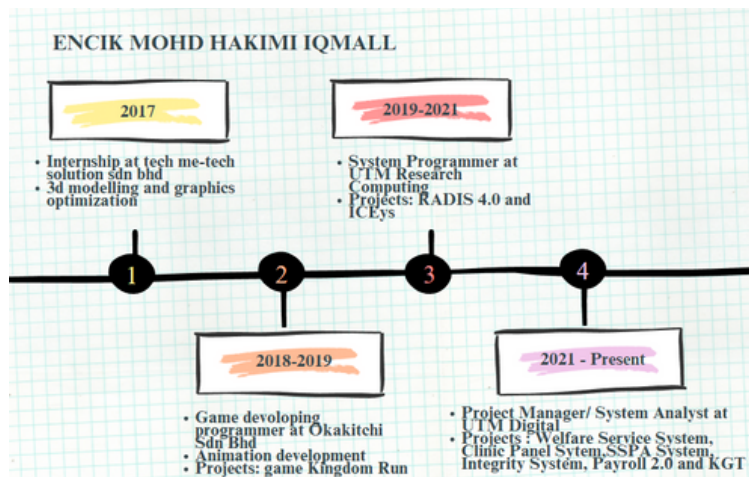 ENCIK MOHD HAKIMI IQMALL
2017
• Internship at tech me-tech
solution sdn bhd
• 3d modelling and graphics
optimization
2019-2021
• System Programmer at
UTM Research
Computing
• Projects: RADIS 4.0 and
ICEys
1
2
3
4
2018-2019
• Game devoloping
programmer at Okakitchi
Sdn Bhd
• Animation development
• Projects: game Kingdom Run
2021 - Present
• Project Manager/ System Analyst at
UTM Digital
• Projects : Welfare Service System,
Clinic Panel Sytem,SSPA System,
Integrity System, Payroll 2.0 and KGT